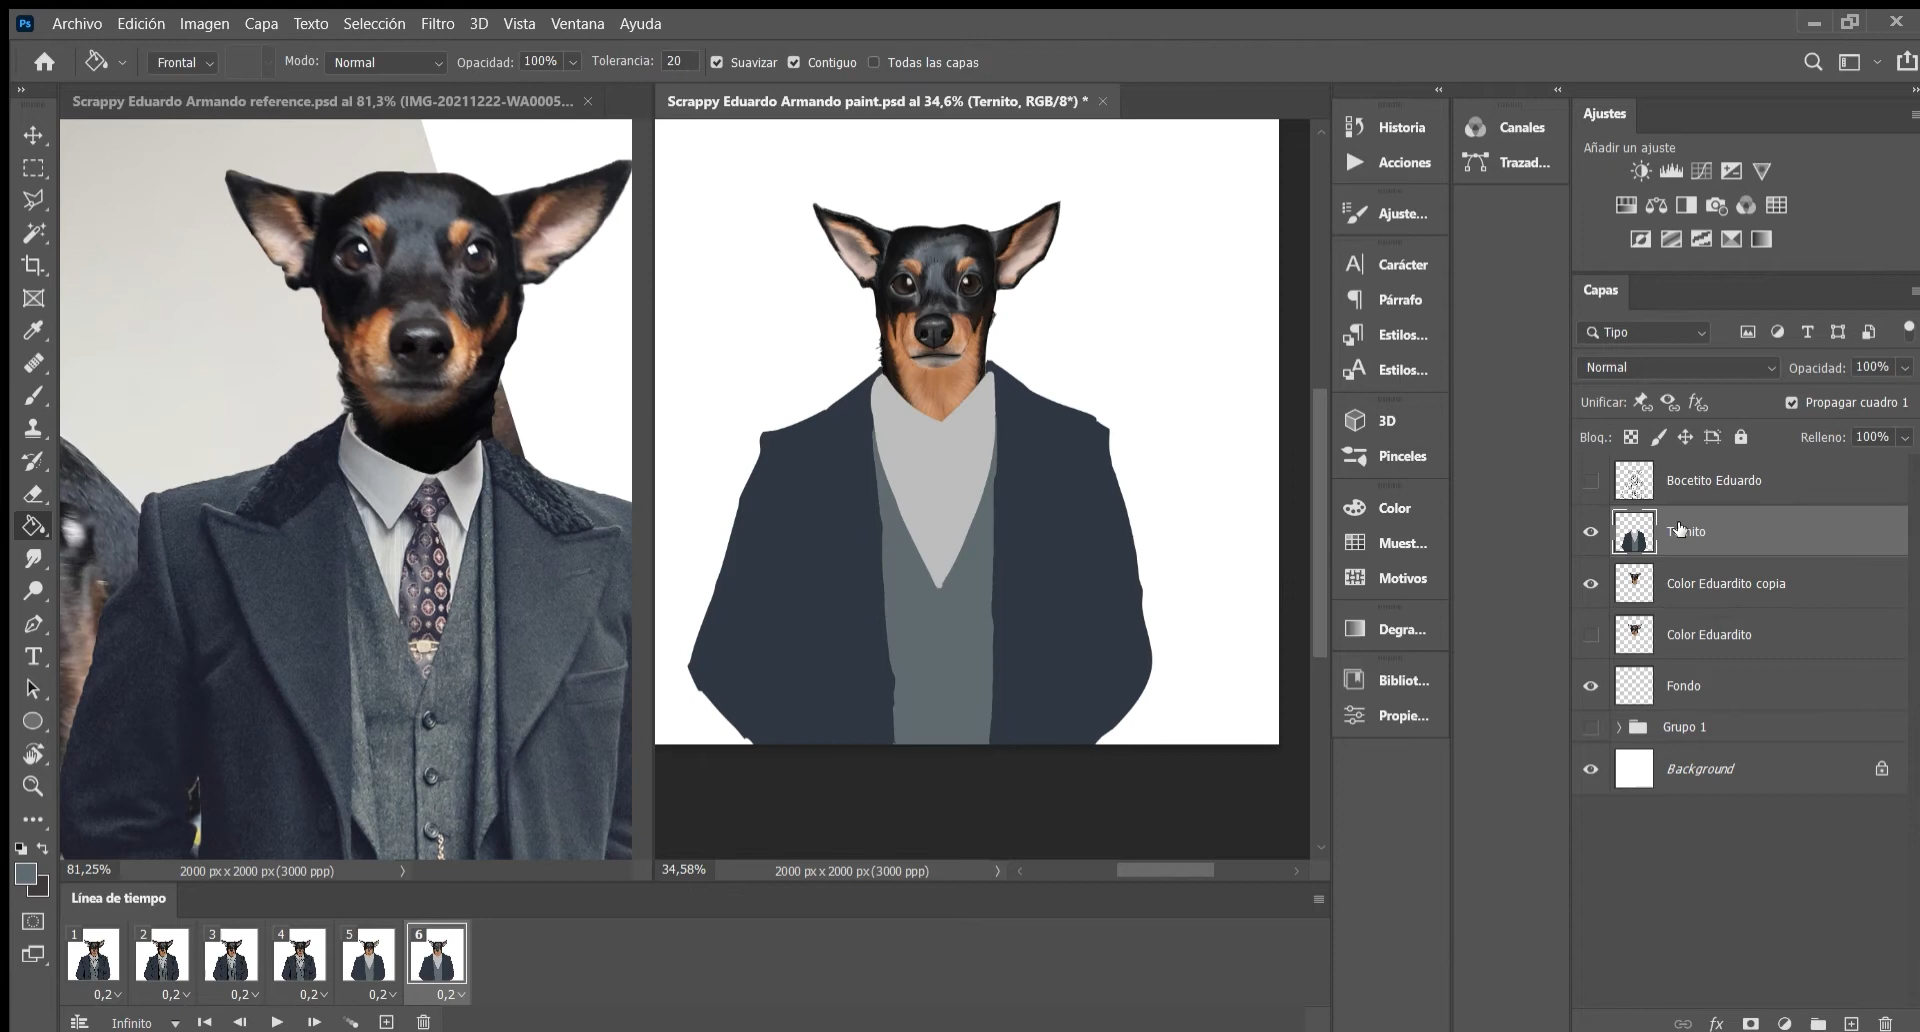 Ps Archivo Edición Imagen Capa Texto Selección Filtro 3D Vista Ventana Ayuda
Frontal Modo: Normal Opacidad: 100% Tolerancia: 20 Suavizar Contiguo Todas las capas
Scrappy Eduardo Armando reference.psd al 81,3% (IMG-20211222-WA0005...
Scrappy Eduardo Armando paint.psd al 34,6% (Ternito, RGB/8*) *
Historia
Acciones
Ajuste...
Carácter
Párrafo
Estilos...
Estilos...
3D
Pinceles
Color
Muest...
Motivos
Degra...
Bibliot...
Propie...
Canales
Trazad...
Ajustes
Añadir un ajuste
Capas
Tipo
Normal Opacidad: 100%
Unificar: Propagar cuadro 1
Bloq.: Relleno: 100%
Bocetito Eduardo
Color Eduardito copia
Color Eduardito
Fondo
Grupo 1
Background
81,25% 2000 px x 2000 px (3000 ppp)
34,58% 2000 px x 2000 px (3000 ppp)
Línea de tiempo
1 2 3 4 5 6
0,2 0,2 0,2 0,2 0,2 0,2
Infinito
fx